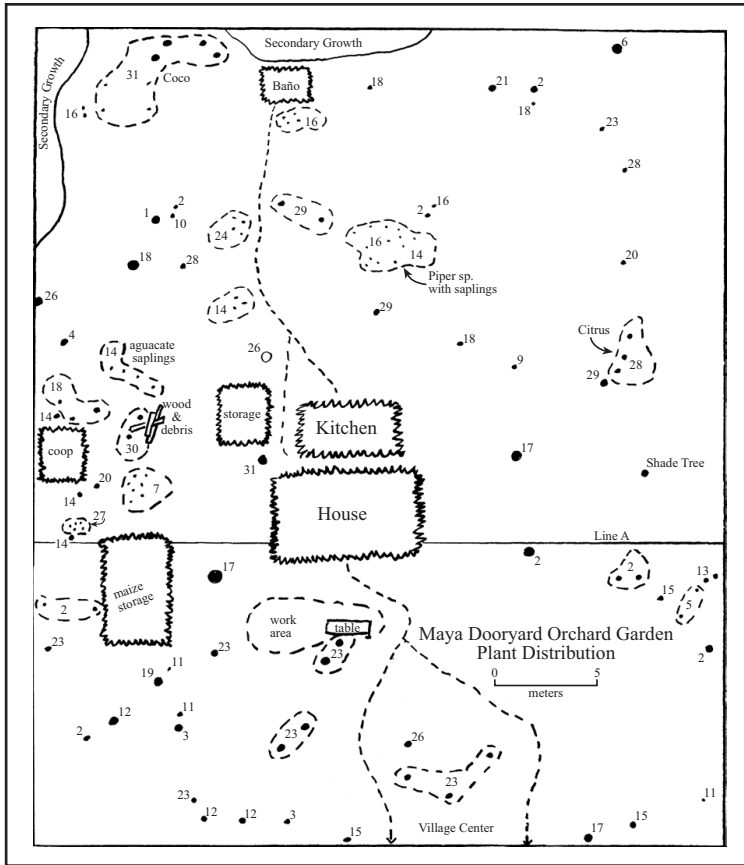 Secondary Growth
6
Secondary Growth
31
Coco
Baño
18
21
2
18
16
16
23
28
2
1
10
29
16
2
24
18
28
16
14
20
Piper sp.
with saplings
26
14
29
4
14
aguacate
saplings
26
18
9
Citrus
28
29
18
14
wood
&
debris
storage
Kitchen
30
coop
31
17
Shade Tree
20
7
14
House
27
14
Line A
2
17
2
13
15
5
maize
storage
2
work
area
table
Maya Dooryard Orchard Garden
Plant Distribution
23
23
23
2
0
5
meters
11
19
12
11
2
3
23
26
23
23
12
12
3
11
15
Village Center
17
15